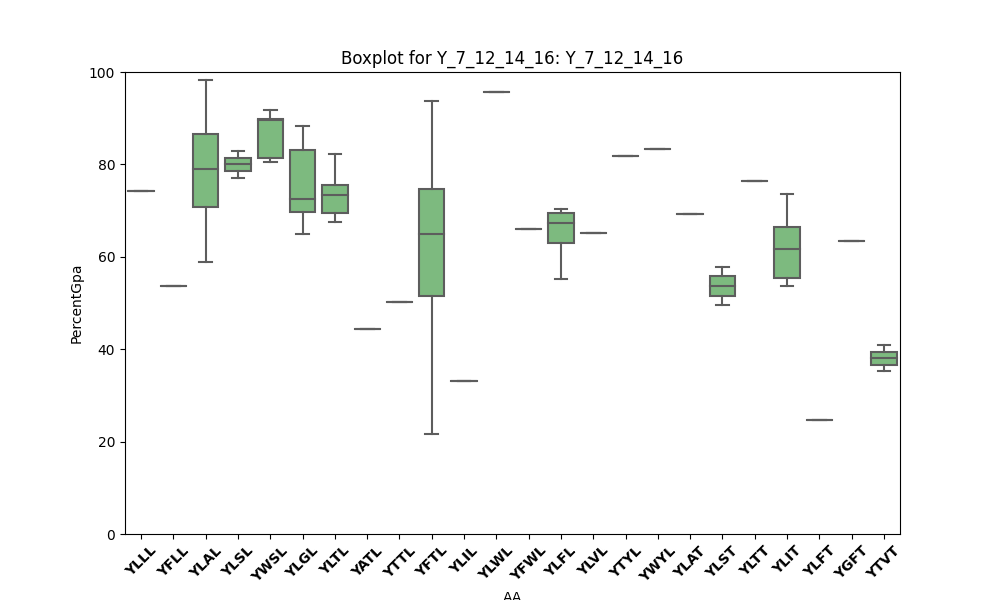 Boxplot for Y_7_12_14_16: Y_7_12_14_16
100
80
60
40
20
0
PercentGpa
YLLL YFLL YLAL YLSL YWSL YLGL YLTL YATL YTTL YFTL YLIL YLWL YFWL YLFL YLVL YTYL YWYL YLAT YLST YLTT YLIT YLFT YGFT YTVT
AA